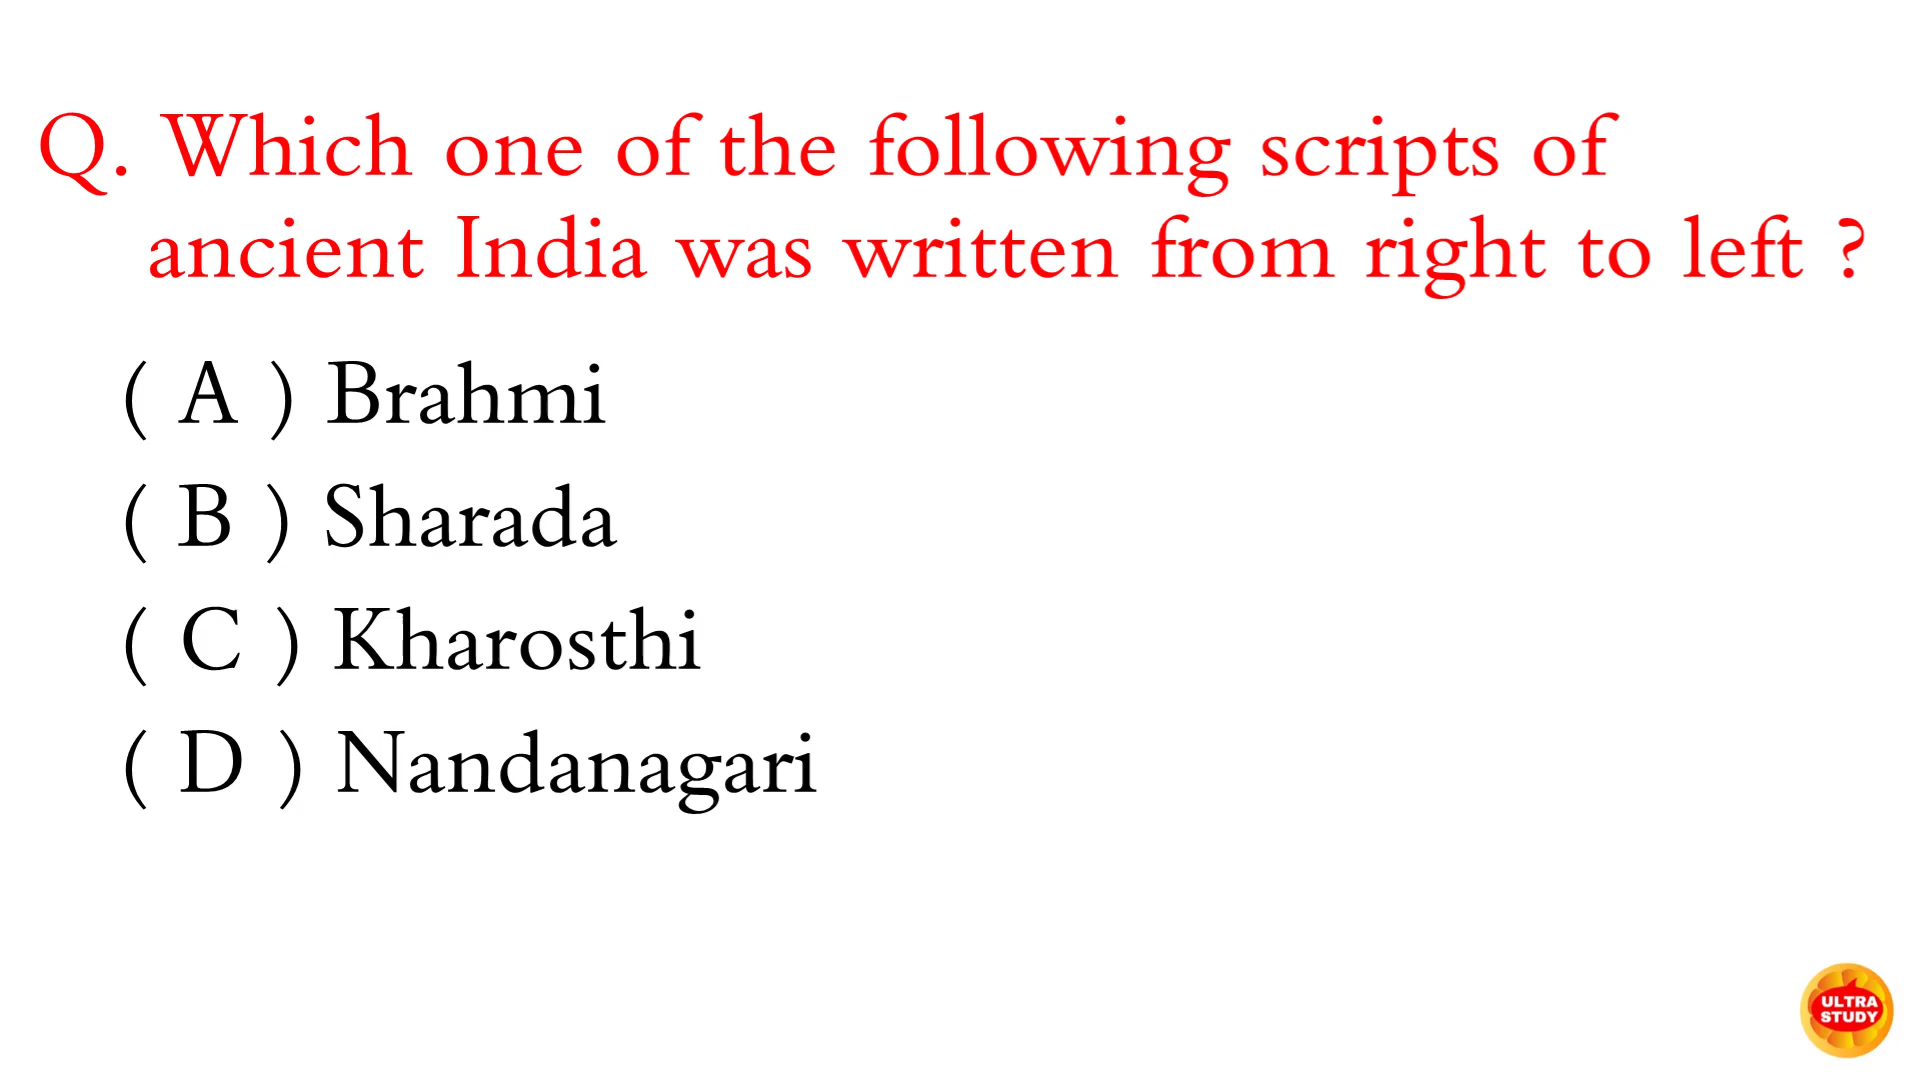 Q. Which one of the following scripts of
ancient India was written from right to left ?
( A ) Brahmi
( B ) Sharada
( C ) Kharosthi
( D ) Nandanagari
ULTRA
STUDY